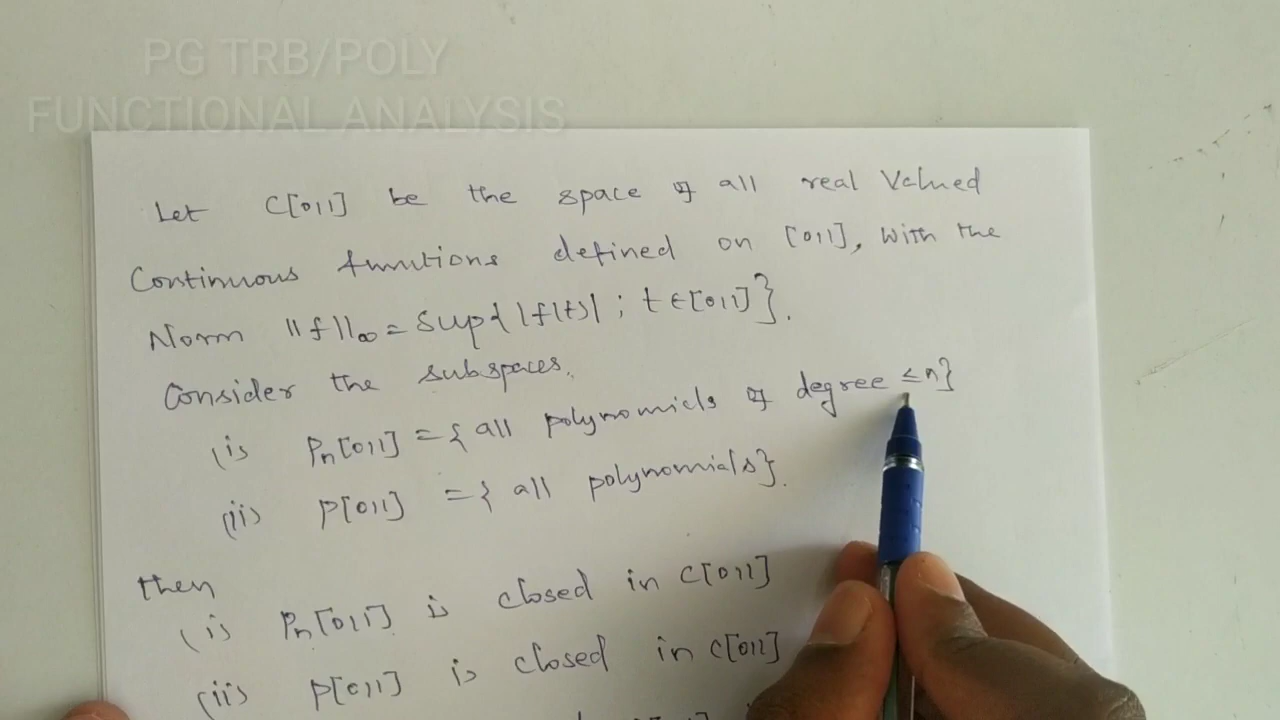 PG TRB/POLY
FUNCTIONAL ANALYSIS
Let C[0,1] be the space of all real Valued
Continuous functions defined on [0,1], With the
Norm ||f||∞ = Sup{|f(t)| ; t ∈ [0,1]}.
Consider the subspaces.
(i) Pn[0,1] = { all polynomials of degree ≤ n}
(ii) P[0,1] = { all polynomials}.
then
(i) Pn[0,1] is closed in C[0,1]
(ii) P[0,1] is closed in C[0,1]